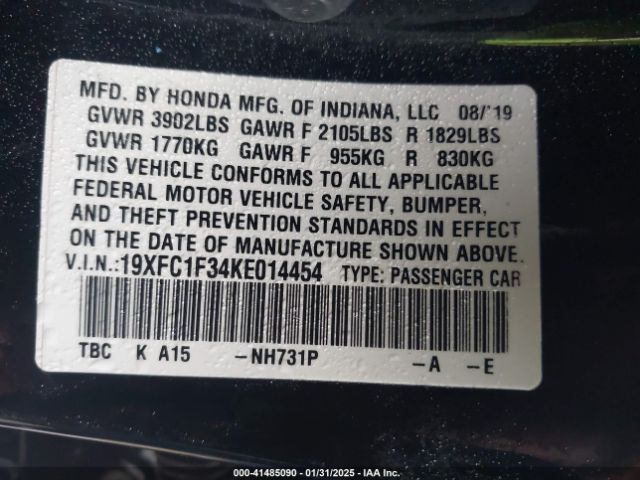 MFD. BY HONDA MFG. OF INDIANA, LLC 08/'19
GVWR 3902LBS GAWR F 2105LBS R 1829LBS
GVWR 1770KG GAWR F 955KG R 830KG
THIS VEHICLE CONFORMS TO ALL APPLICABLE
FEDERAL MOTOR VEHICLE SAFETY, BUMPER,
AND THEFT PREVENTION STANDARDS IN EFFECT
ON THE DATE OF MANUFACTURE SHOWN ABOVE.
V.I.N.:19XFC1F34KE014454 TYPE: PASSENGER CAR
TBC K A15 -NH731P -A -E
000-41485090 - 01/31/2025 - IAA Inc.